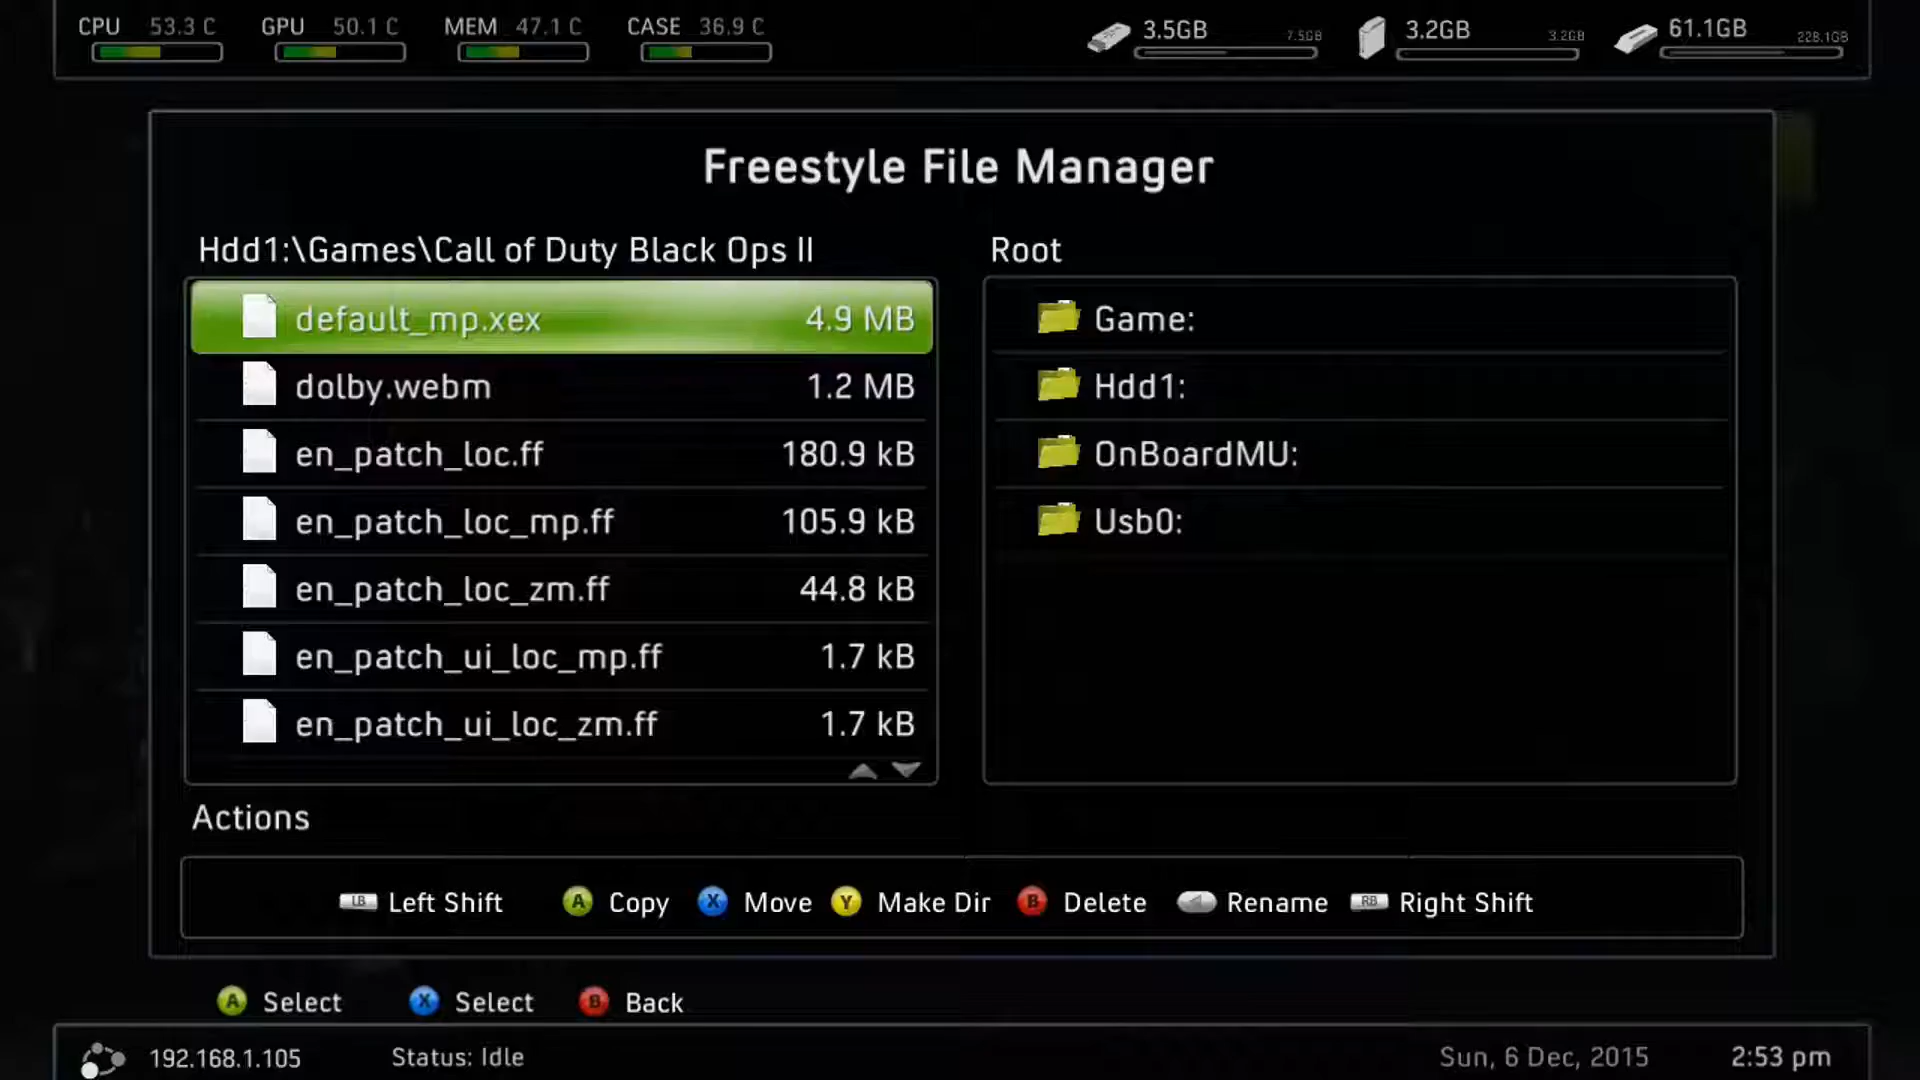 CPU 53.3 C GPU 50.1 C MEM 47.1 C CASE 36.9 C 3.5GB 7.5GB 3.2GB 3.2GB 61.1GB 228.1GB
Freestyle File Manager
Hdd1:\Games\Call of Duty Black Ops II
default_mp.xex 4.9 MB
dolby.webm 1.2 MB
en_patch_loc.ff 180.9 kB
en_patch_loc_mp.ff 105.9 kB
en_patch_loc_zm.ff 44.8 kB
en_patch_ui_loc_mp.ff 1.7 kB
en_patch_ui_loc_zm.ff 1.7 kB
Root
Game:
Hdd1:
OnBoardMU:
Usb0:
Actions
LB Left Shift A Copy X Move Y Make Dir B Delete Rename RB Right Shift
A Select X Select B Back
192.168.1.105 Status: Idle Sun, 6 Dec, 2015 2:53 pm